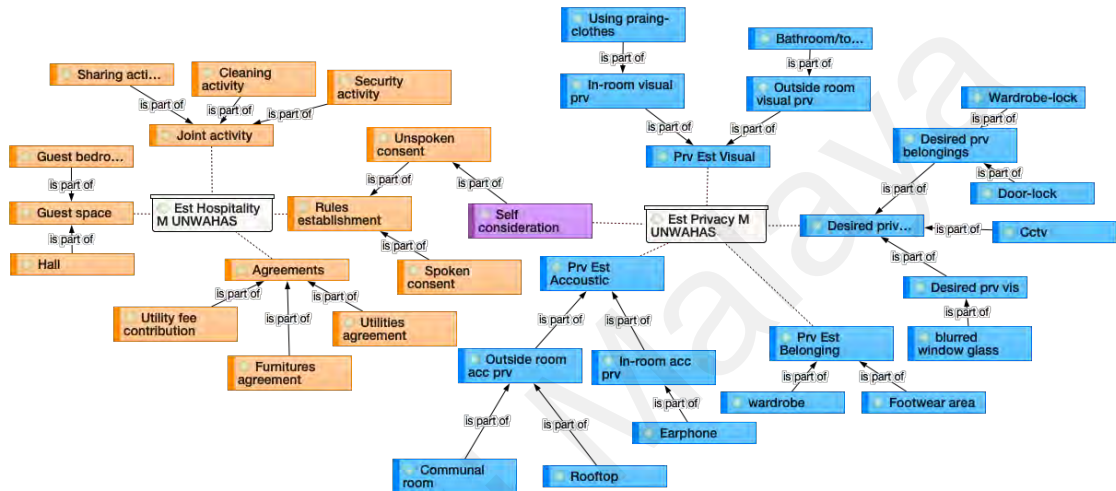 Using praing-
clothes
Bathroom/to...
is part of
is part of
Sharing acti...
Cleaning
activity
Security
activity
In-room visual
prv
Outside room
visual prv
Wardrobe-lock
is part of
is part of
is part of
is part of
is part of
is part of
Joint activity
Unspoken
consent
Prv Est Visual
Desired prv
belongings
Guest bedro...
is part of
is part of
is part of
is part of
is part of
Door-lock
Guest space
Est Hospitality
M UNWAHAS
Rules
establishment
Self
consideration
Est Privacy M
UNWAHAS
Desired priv...
is part of
Cctv
is part of
is part of
is part of
Hall
Agreements
Spoken
consent
Prv Est
Accoustic
Desired prv vis
is part of
is part of
is part of
is part of
is part of
is part of
Utility fee
contribution
Utilities
agreement
Prv Est
Belonging
blurred
window glass
Furnitures
agreement
Outside room
acc prv
In-room acc
prv
is part of
is part of
wardrobe
Footwear area
is part of
is part of
is part of
Earphone
Communal
room
Rooftop
Malaya